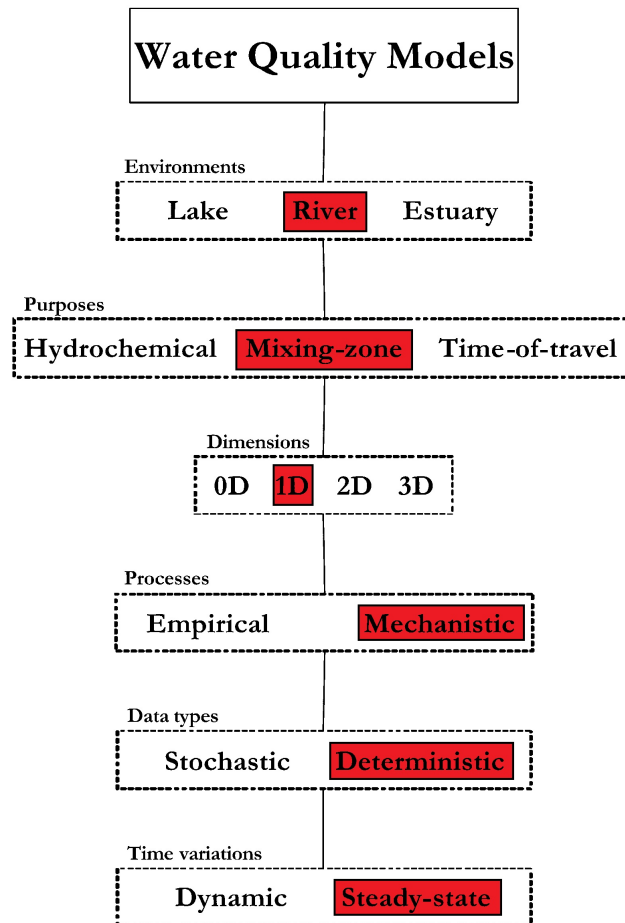 Water Quality Models
Environments
Lake River Estuary
Purposes
Hydrochemical Mixing-zone Time-of-travel
Dimensions
0D 1D 2D 3D
Processes
Empirical Mechanistic
Data types
Stochastic Deterministic
Time variations
Dynamic Steady-state